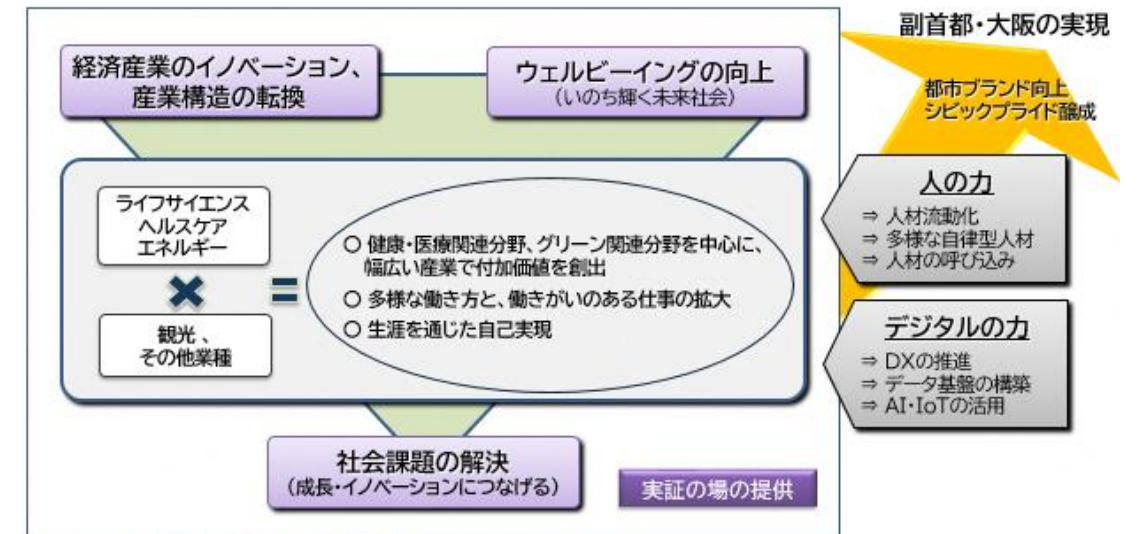 副首都・大阪の実現
都市ブランド向上
シビックプライド醸成
経済産業のイノベーション、
産業構造の転換
ウェルビーイングの向上
(いのち輝く未来社会)
ライフサイエンス
ヘルスケア
エネルギー
×
観光、
その他業種
=
○ 健康・医療関連分野、グリーン関連分野を中心に、
幅広い産業で付加価値を創出
○ 多様な働き方と、働きがいのある仕事の拡大
○ 生涯を通じた自己実現
人の力
⇒ 人材流動化
⇒ 多様な自律型人材
⇒ 人材の呼び込み
デジタルの力
⇒ DXの推進
⇒ データ基盤の構築
⇒ AI・IoTの活用
社会課題の解決
(成長・イノベーションにつなげる)
実証の場の提供